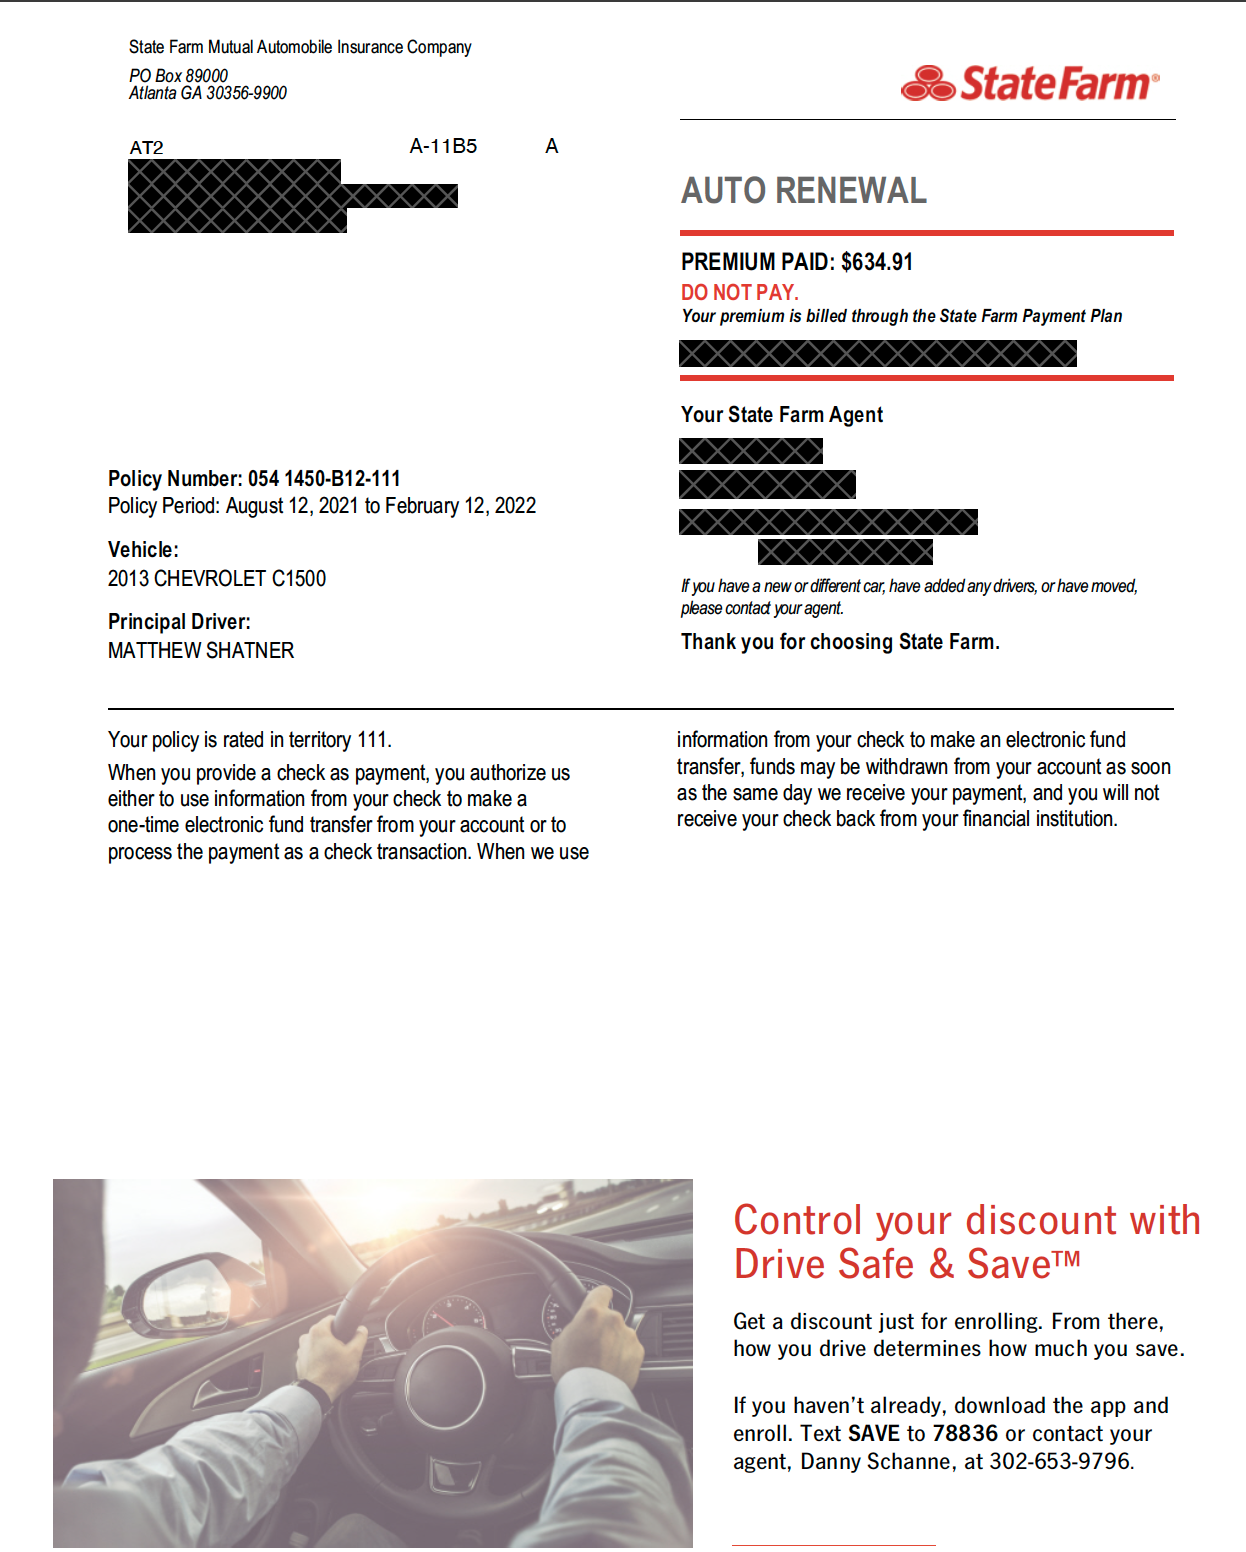 State Farm Mutual Automobile Insurance Company
PO Box 89000
Atlanta GA 30356-9900
StateFarm®
AT2 A-11B5 A
AUTO RENEWAL
PREMIUM PAID: $634.91
DO NOT PAY.
Your premium is billed through the State Farm Payment Plan
Your State Farm Agent
If you have a new or different car, have added any drivers, or have moved,
please contact your agent.
Thank you for choosing State Farm.
Policy Number: 054 1450-B12-111
Policy Period: August 12, 2021 to February 12, 2022
Vehicle:
2013 CHEVROLET C1500
Principal Driver:
MATTHEW SHATNER
Your policy is rated in territory 111.
When you provide a check as payment, you authorize us
either to use information from your check to make a
one-time electronic fund transfer from your account or to
process the payment as a check transaction. When we use
information from your check to make an electronic fund
transfer, funds may be withdrawn from your account as soon
as the same day we receive your payment, and you will not
receive your check back from your financial institution.
Control your discount with
Drive Safe & Save™
Get a discount just for enrolling. From there,
how you drive determines how much you save.
If you haven't already, download the app and
enroll. Text SAVE to 78836 or contact your
agent, Danny Schanne, at 302-653-9796.